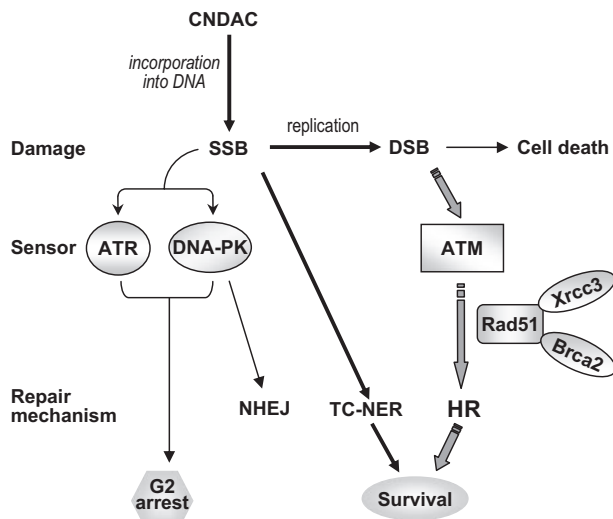 CNDAC
incorporation
into DNA
replication
Damage
SSB
DSB
Cell death
Sensor
ATR
DNA-PK
ATM
Xrcc3
Rad51
Brca2
Repair
mechanism
NHEJ
TC-NER
HR
G2
arrest
Survival